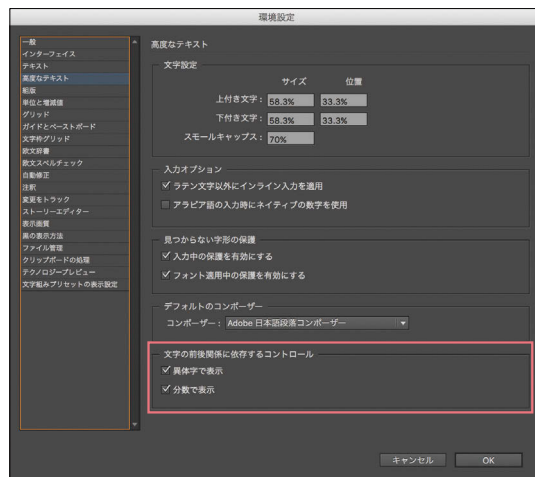 環境設定
一般
インターフェイス
テキスト
高度なテキスト
組版
単位と増減値
グリッド
ガイドとペーストボード
文字枠グリッド
欧文辞書
欧文スペルチェック
自動修正
注釈
変更をトラック
ストーリーエディター
表示画質
黒の表示方法
ファイル管理
クリップボードの処理
テクノロジープレビュー
文字組みプリセットの表示設定
高度なテキスト
文字設定
サイズ 位置
上付き文字： 58.3% 33.3%
下付き文字： 58.3% 33.3%
スモールキャップス： 70%
入力オプション
ラテン文字以外にインライン入力を適用
アラビア語の入力時にネイティブの数字を使用
見つからない字形の保護
入力中の保護を有効にする
フォント適用中の保護を有効にする
デフォルトのコンポーザー
コンポーザー： Adobe 日本語段落コンポーザー
文字の前後関係に依存するコントロール
異体字で表示
分数で表示
キャンセル OK